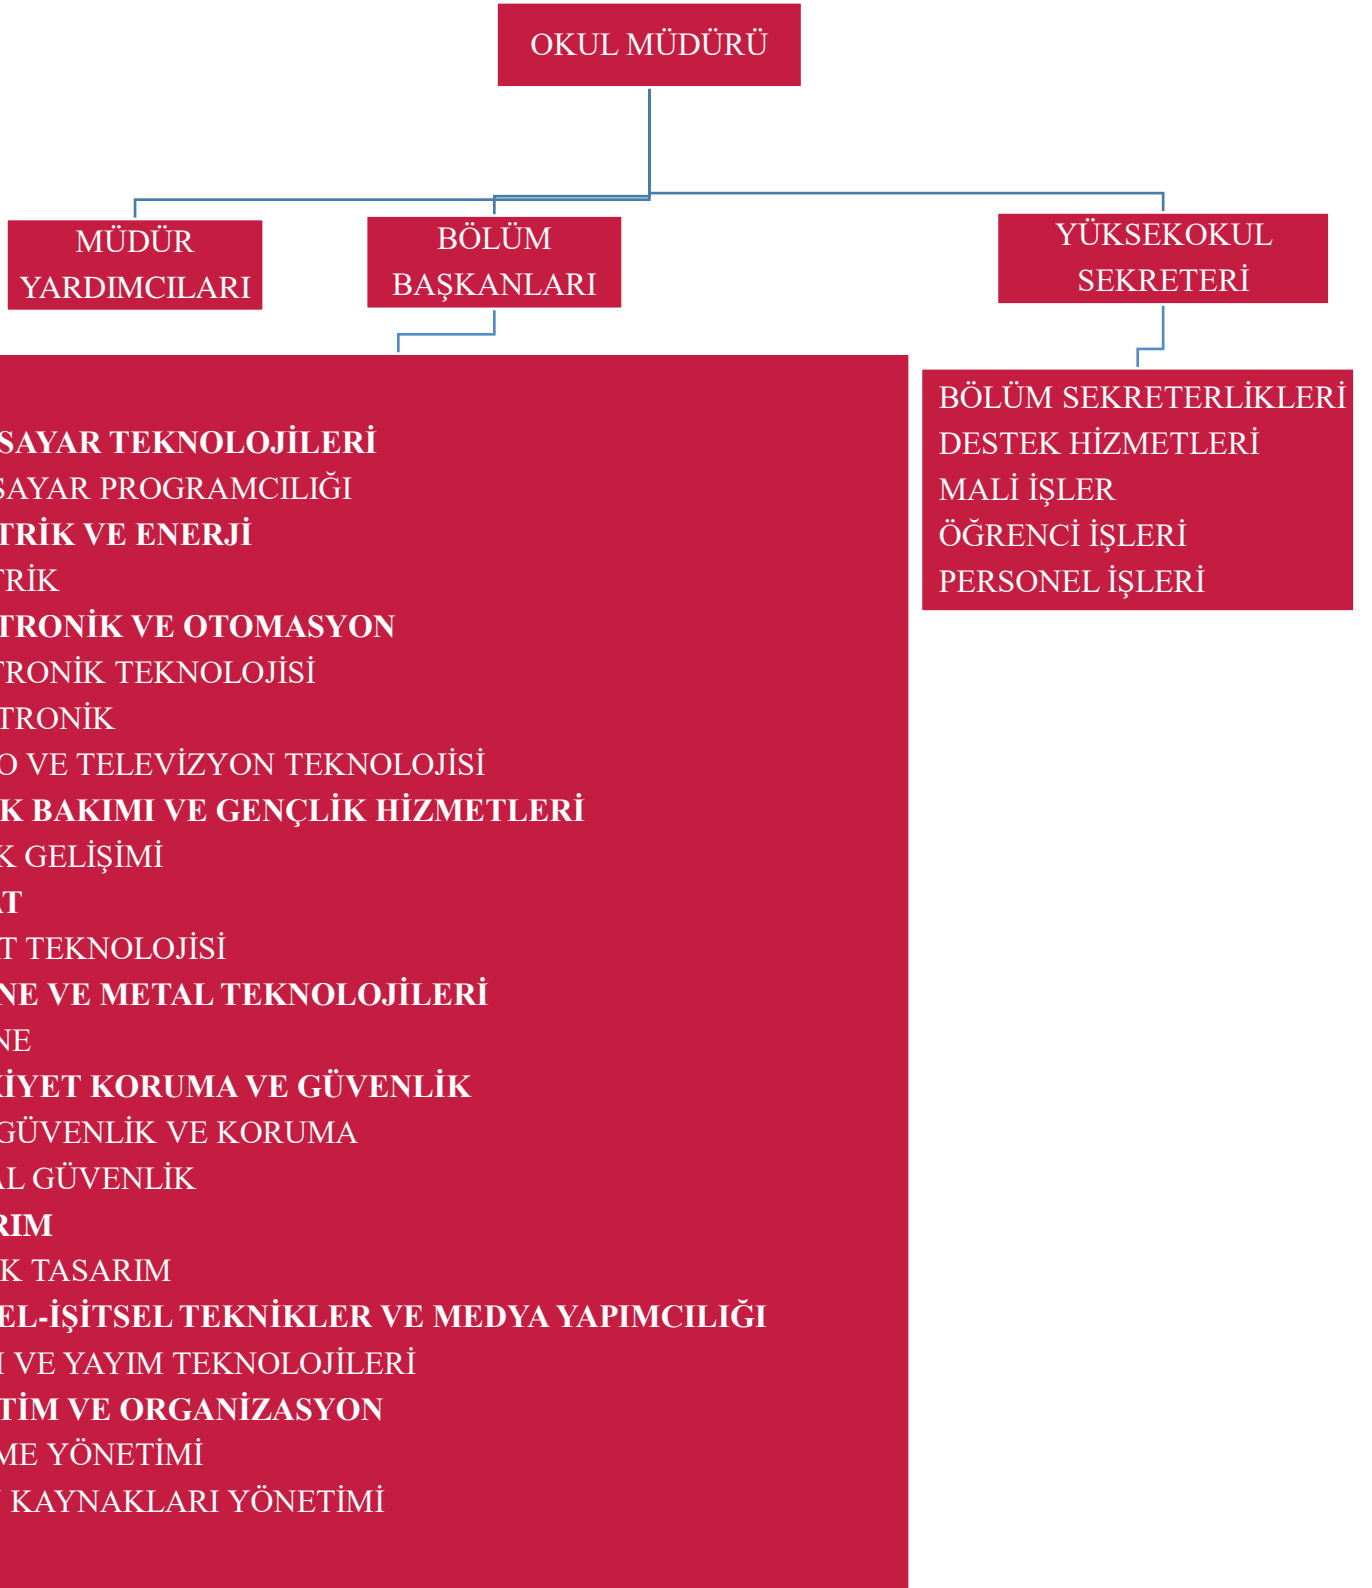 OKUL MÜDÜRÜ
MÜDÜR
YARDIMCILARI
BÖLÜM
BAŞKANLARI
YÜKSEKOKUL
SEKRETERİ
SAYAR TEKNOLOJİLERİ
SAYAR PROGRAMCILIĞI
TRİK VE ENERJİ
TRİK
TRONİK VE OTOMASYON
TRONİK TEKNOLOJİSİ
TRONİK
O VE TELEVİZYON TEKNOLOJİSİ
K BAKIMI VE GENÇLİK HİZMETLERİ
K GELİŞİMİ
AT
T TEKNOLOJİSİ
NE VE METAL TEKNOLOJİLERİ
NE
KİYET KORUMA VE GÜVENLİK
GÜVENLİK VE KORUMA
AL GÜVENLİK
RIM
K TASARIM
EL-İŞİTSEL TEKNİKLER VE MEDYA YAPIMCILIĞI
VE YAYIM TEKNOLOJİLERİ
TİM VE ORGANİZASYON
ME YÖNETİMİ
KAYNAKLARI YÖNETİMİ
BÖLÜM SEKRETERLİKLERİ
DESTEK HİZMETLERİ
MALİ İŞLER
ÖĞRENCİ İŞLERİ
PERSONEL İŞLERİ